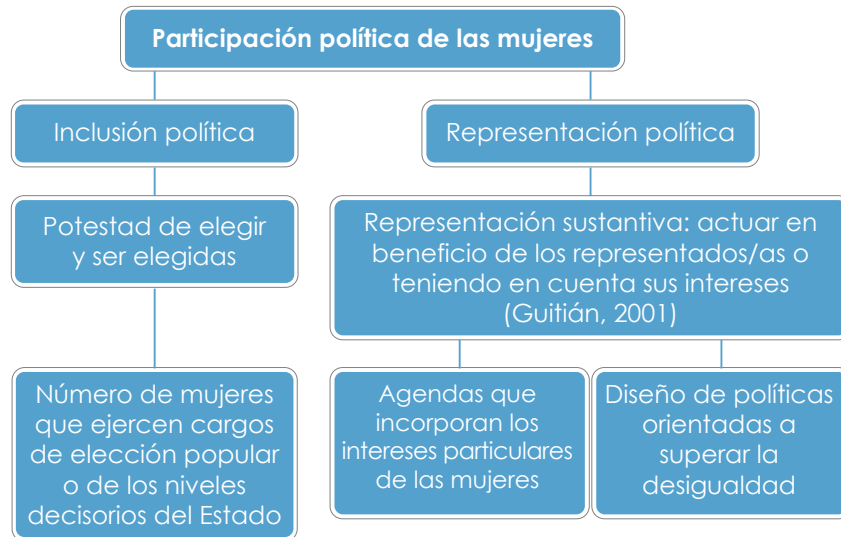 Participación política de las mujeres
Inclusión política
Representación política
Potestad de elegir
y ser elegidas
Representación sustantiva: actuar en
beneficio de los representados/as o
teniendo en cuenta sus intereses
(Guitián, 2001)
Número de mujeres
que ejercen cargos
de elección popular
o de los niveles
decisorios del Estado
Agendas que
incorporan los
intereses particulares
de las mujeres
Diseño de políticas
orientadas a
superar la
desigualdad